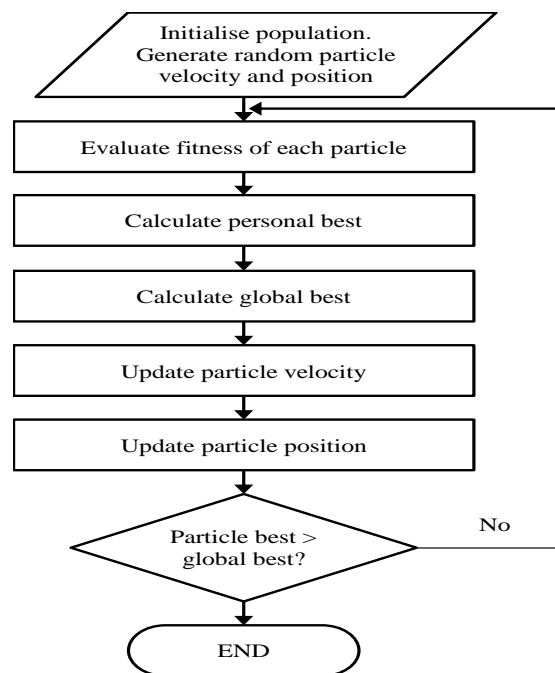 Initialise population.
Generate random particle
velocity and position
Evaluate fitness of each particle
Calculate personal best
Calculate global best
Update particle velocity
Update particle position
Particle best >
global best?
No
END